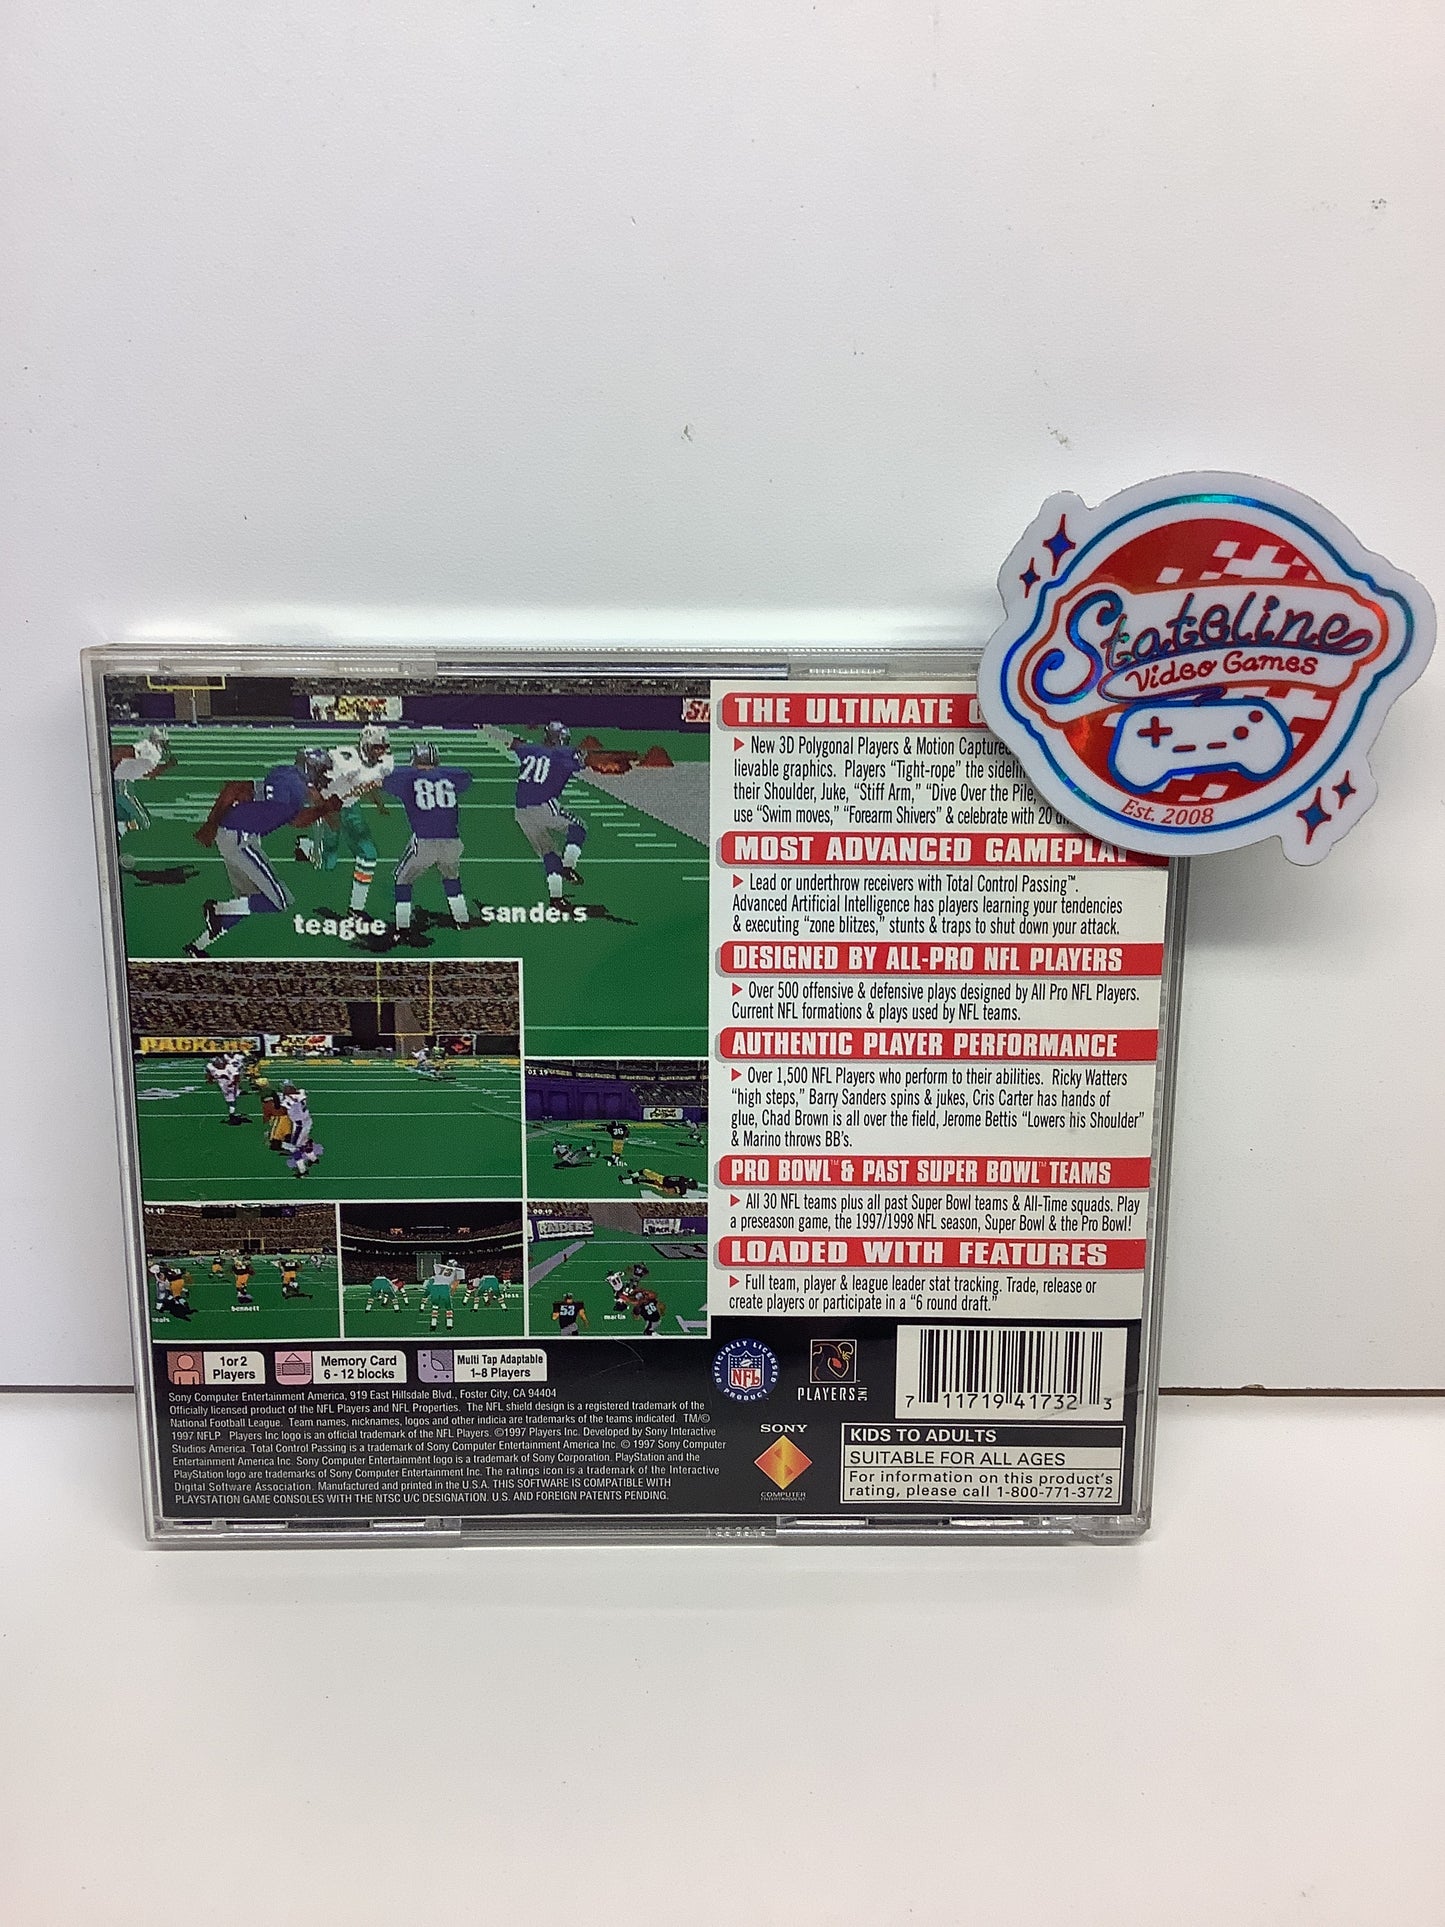 Stateline
Video Games
Est. 2008
THE ULTIMATE
▶ New 3D Polygonal Players & Motion Captured
lievable graphics. Players "Tight-rope" the
their Shoulder, Juke, "Stiff Arm," "Dive Over the Pile,
use "Swim moves," "Forearm Shivers" & celebrate with 20
MOST ADVANCED GAMEPLAY
▶ Lead or underthrow receivers with Total Control Passing™.
Advanced Artificial Intelligence has players learning your tendencies
& executing "zone blitzes," stunts & traps to shut down your attack.
DESIGNED BY ALL-PRO NFL PLAYERS
▶ Over 500 offensive & defensive plays designed by All Pro NFL Players.
Current NFL formations & plays used by NFL teams.
AUTHENTIC PLAYER PERFORMANCE
▶ Over 1,500 NFL Players who perform to their abilities. Ricky Watters
"high steps," Barry Sanders spins & jukes, Cris Carter has hands of
glue, Chad Brown is all over the field, Jerome Bettis "Lowers his Shoulder"
& Marino throws BB's.
PRO BOWL™ & PAST SUPER BOWL™ TEAMS
▶ All 30 NFL teams plus all past Super Bowl teams & All-Time squads. Play
a preseason game, the 1997/1998 NFL season, Super Bowl & the Pro Bowl!
LOADED WITH FEATURES
▶ Full team, player & league leader stat tracking. Trade, release or
create players or participate in a "6 round draft."
86
20
teague
sanders
PACKERS
01:19
36
04:49
bennett
73
00:49
RAIDERS
53
36
martin
1 or 2
Players
Memory Card
6 - 12 blocks
Multi Tap Adaptable
1-8 Players
Sony Computer Entertainment America, 919 East Hillsdale Blvd., Foster City, CA 94404
Officially licensed product of the NFL Players and NFL Properties. The NFL shield design is a registered trademark of the
National Football League. Team names, nicknames, logos and other indicia are trademarks of the teams indicated. TM/©
1997 NFLP Players Inc logo is an official trademark of the NFL Players. ©1997 Players Inc. Developed by Sony Interactive
Studios America. Total Control Passing is a trademark of Sony Computer Entertainment America Inc © 1997 Sony Computer
Entertainment America Inc. Sony Computer Entertainment logo is a trademark of Sony Corporation. PlayStation and the
PlayStation logo are trademarks of Sony Computer Entertainment Inc. The ratings icon is a trademark of the Interactive
Digital Software Association. Manufactured and printed in the U.S.A. THIS SOFTWARE IS COMPATIBLE WITH
PLAYSTATION GAME CONSOLES WITH THE NTSC U/C DESIGNATION. U.S. AND FOREIGN PATENTS PENDING.
OFFICIALLY LICENSED
NFL
PRODUCT
PLAYERS INC
7 11719 41732 3
SONY
COMPUTER
ENTERTAINMENT
KIDS TO ADULTS
SUITABLE FOR ALL AGES
For information on this product's
rating, please call 1-800-771-3772